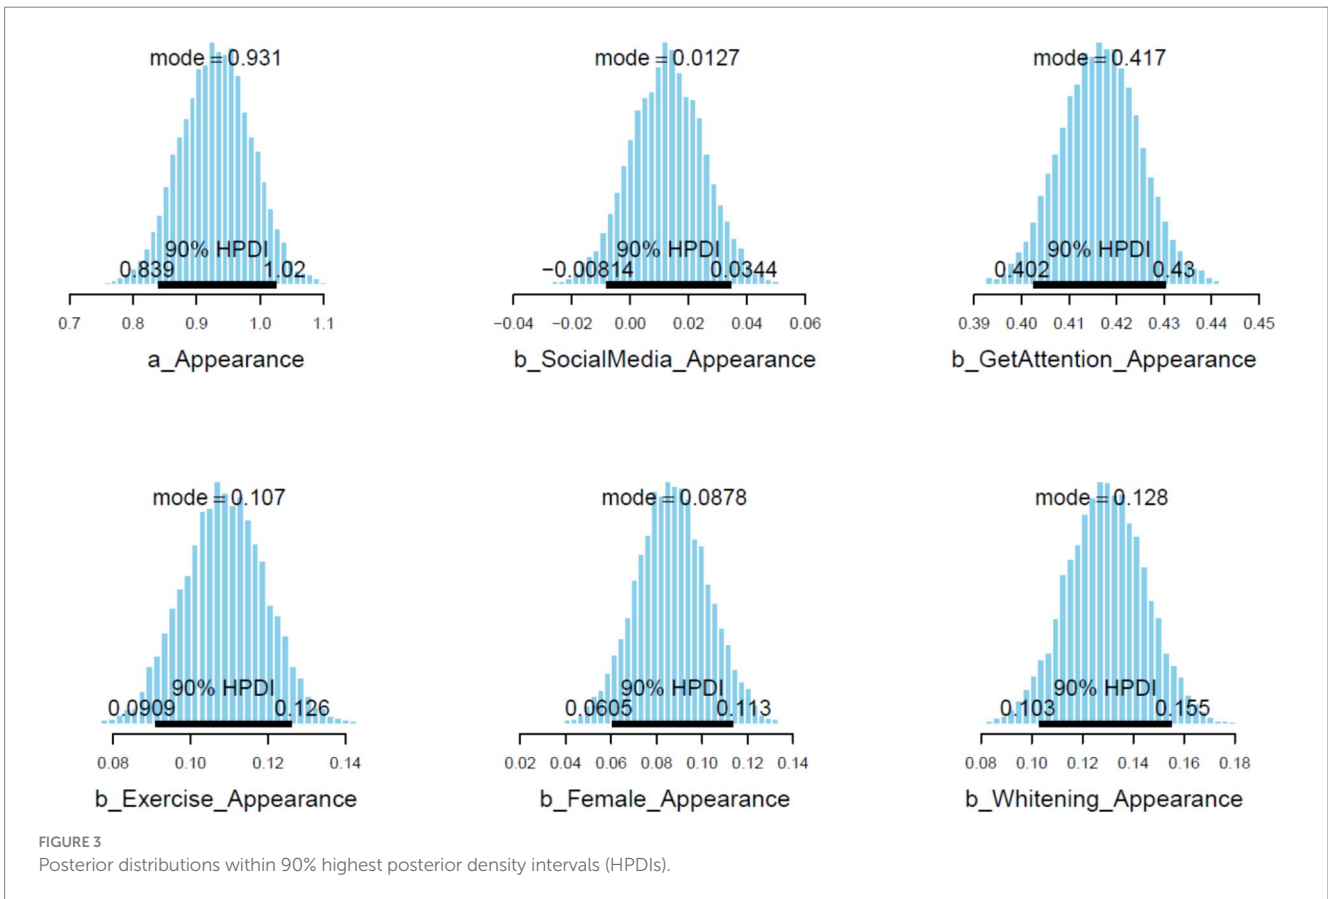 mode = 0.931
90% HPDI
0.839 1.02
0.7 0.8 0.9 1.0 1.1
a_Appearance
mode = 0.0127
90% HPDI
−0.00814 0.0344
−0.04 −0.02 0.00 0.02 0.04 0.06
b_SocialMedia_Appearance
mode = 0.417
90% HPDI
0.402 0.43
0.39 0.40 0.41 0.42 0.43 0.44 0.45
b_GetAttention_Appearance
mode = 0.107
90% HPDI
0.0909 0.126
0.08 0.10 0.12 0.14
b_Exercise_Appearance
mode = 0.0878
90% HPDI
0.0605 0.113
0.02 0.04 0.06 0.08 0.10 0.12 0.14
b_Female_Appearance
mode = 0.128
90% HPDI
0.103 0.155
0.08 0.10 0.12 0.14 0.16 0.18
b_Whitening_Appearance
FIGURE 3
Posterior distributions within 90% highest posterior density intervals (HPDIs).